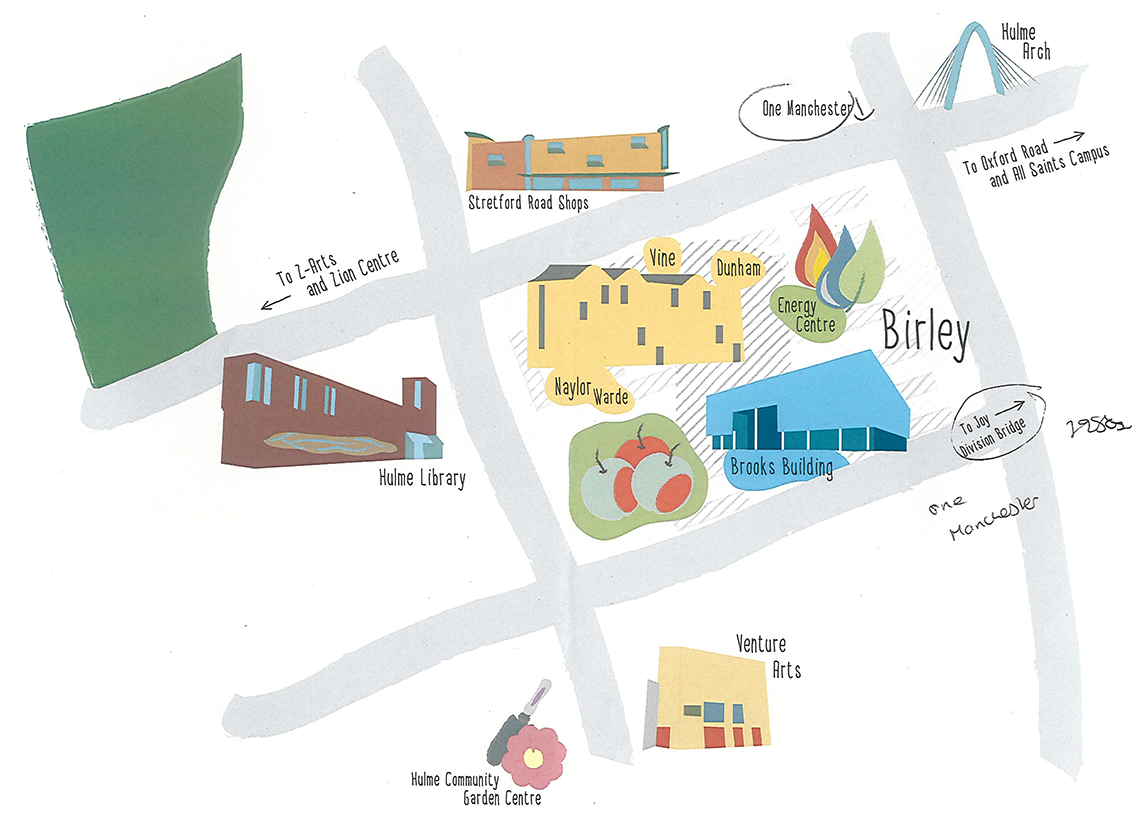 Hulme
Arch
One Manchester
To Oxford Road
and All Saints Campus
Stretford Road Shops
To Z-Arts
and Zion Centre
Vine
Dunham
Energy
Centre
Birley
Naylor
Warde
To Joy
Division Bridge
1980s
Brooks Building
Hulme Library
one
Manchester
Venture
Arts
Hulme Community
Garden Centre